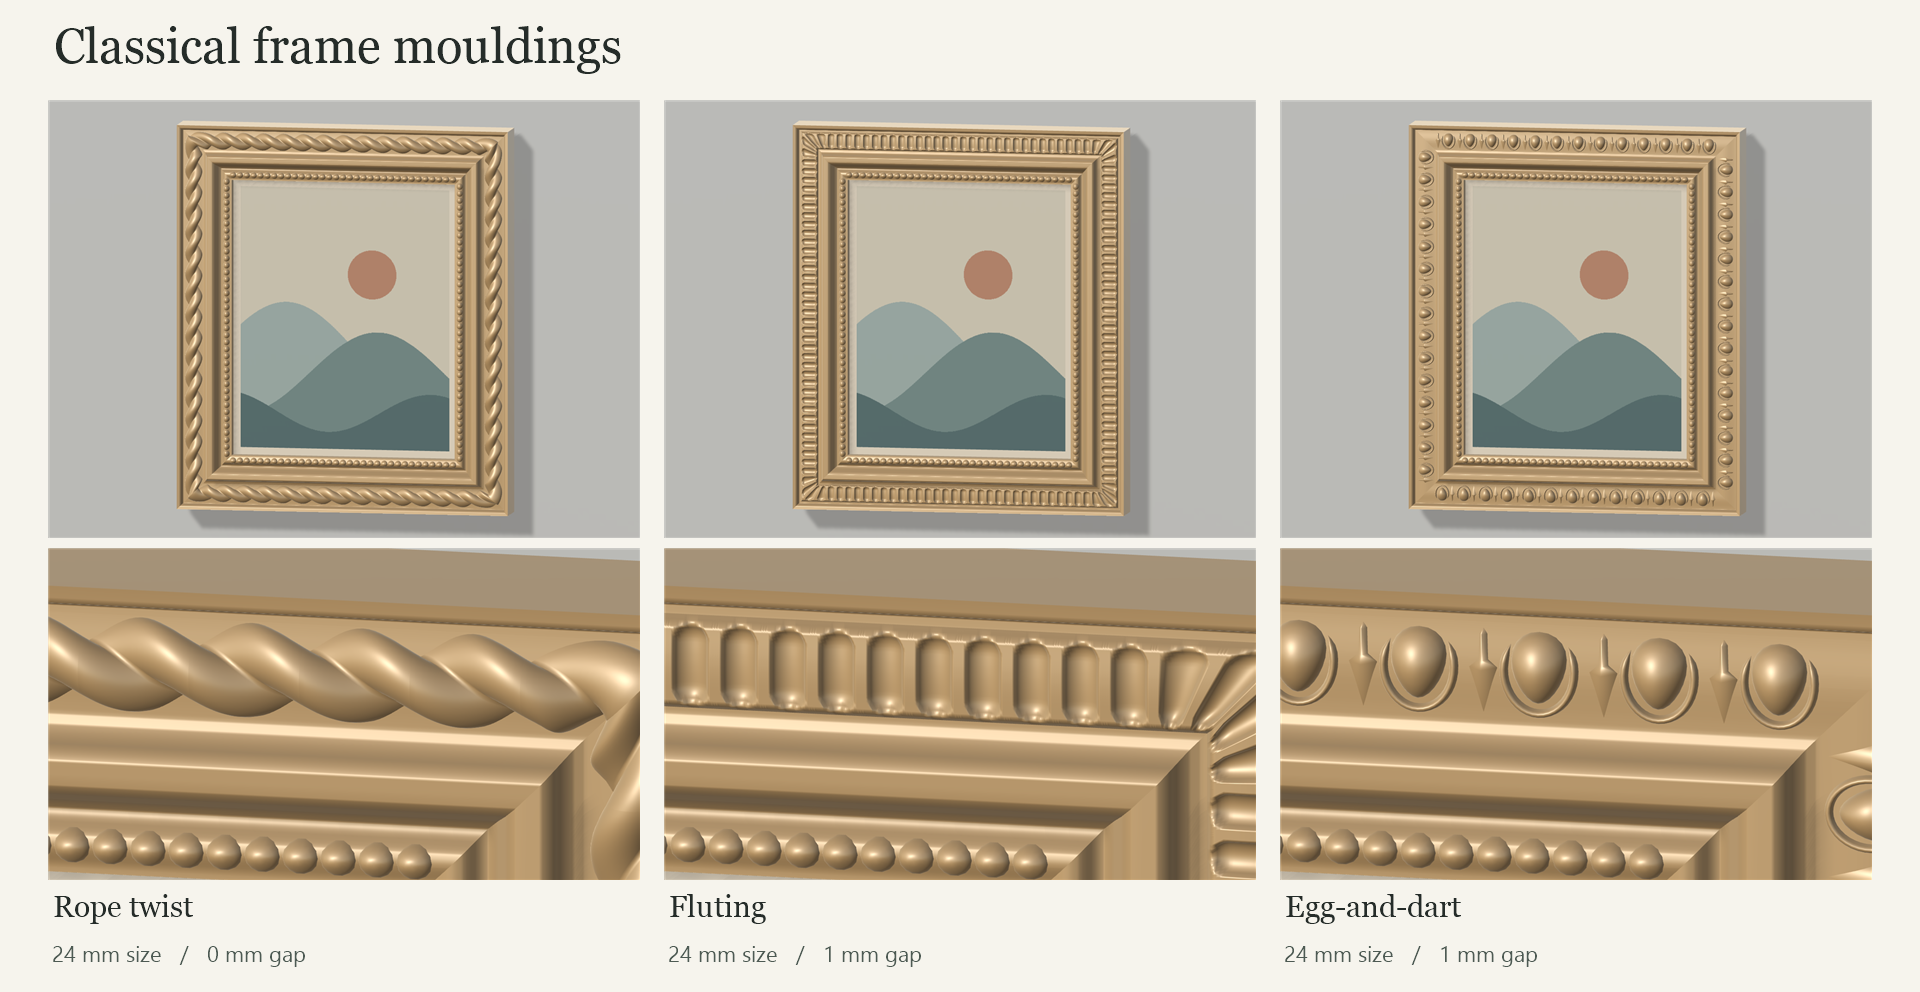 Classical frame mouldings
Rope twist
24 mm size / 0 mm gap
Fluting
24 mm size / 1 mm gap
Egg-and-dart
24 mm size / 1 mm gap